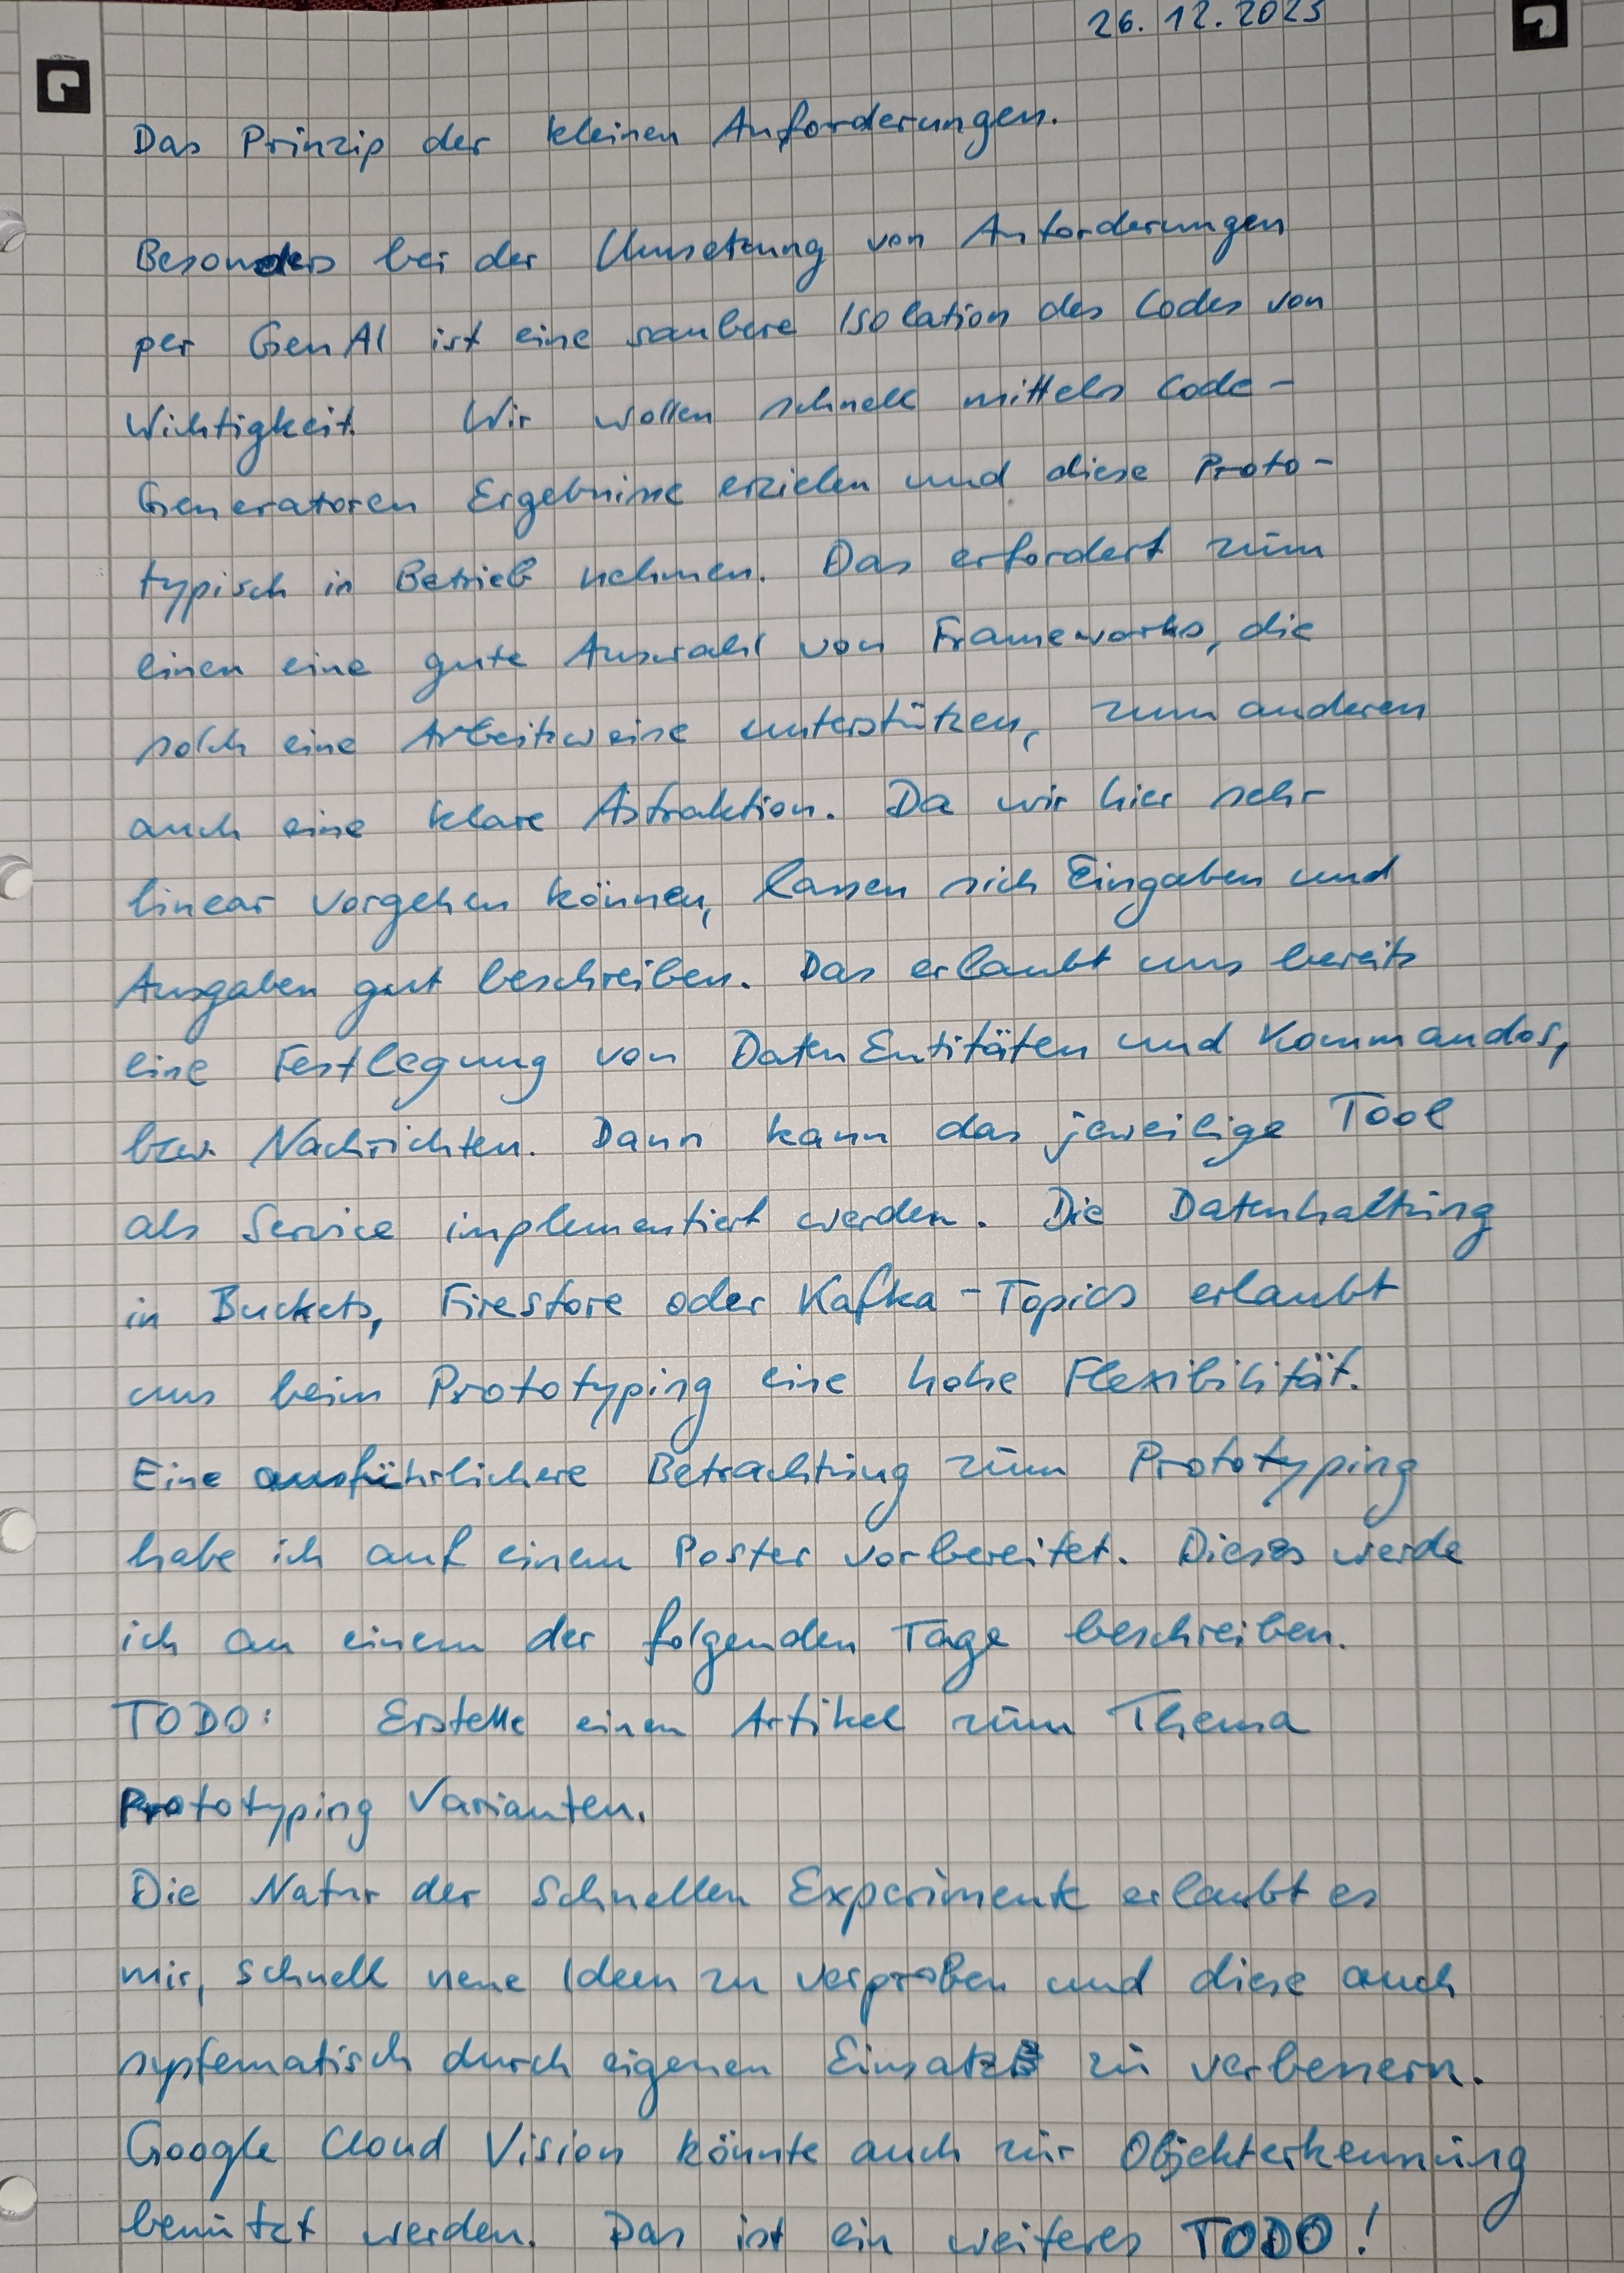 26.12.2023
Das Prinzip der kleinen Anforderungen.
Besonders bei der Umsetzung von Anforderungen
per GenAI ist eine saubere Isolation des Codes von
Wichtigkeit. Wir wollen schnell mittels Code-
Generatoren Ergebnisse erzielen und diese Proto-
typisch in Betrieb nehmen. Das erfordert zum
einen eine gute Auswahl von Frameworks, die
solch eine Arbeitsweise unterstützen, zum anderen
auch eine klare Abstraktion. Da wir hier sehr
linear vorgehen können, lassen sich Eingaben und
Ausgaben gut beschreiben. Das erlaubt uns bereits
eine Festlegung von Daten Entitäten und Kommandos,
bzw. Nachrichten. Dann kann das jeweilige Tool
als Service implementiert werden. Die Datenhaltung
in Buckets, Firestore oder Kafka-Topics erlaubt
uns beim Prototyping eine hohe Flexibilität.
Eine ausführlichere Betrachtung zum Prototyping
habe ich auf einem Poster vorbereitet. Dieses werde
ich an einem der folgenden Tage beschreiben.
TODO: Erstelle einen Artikel zum Thema
Prototyping Varianten.
Die Natur der schnellen Experimente erlaubt es
mir, schnell neue Ideen zu verproben und diese auch
systematisch durch eigenen Einsatz zu verbessern.
Google Cloud Vision könnte auch zur Objekterkennung
benutzt werden. Das ist ein weiteres TODO!